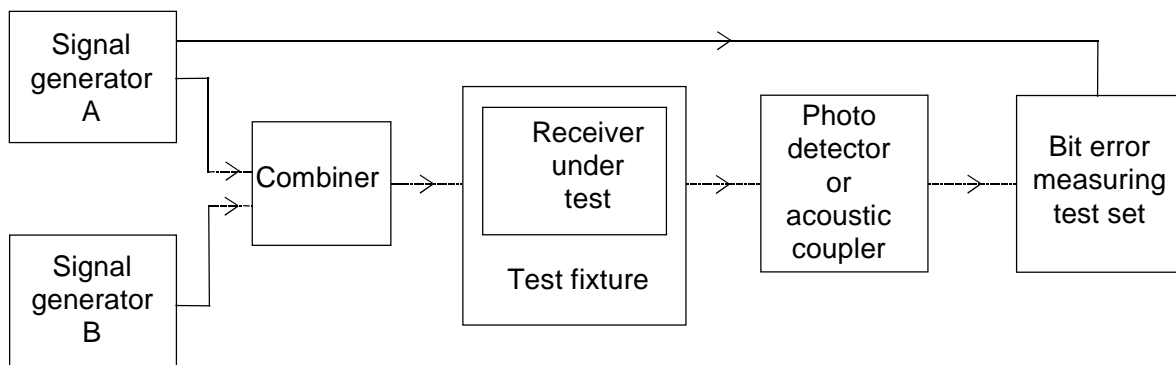 Signal
generator
A
Combiner
Signal
generator
B
Receiver
under
test
Test fixture
Photo
detector
or
acoustic
coupler
Bit error
measuring
test set